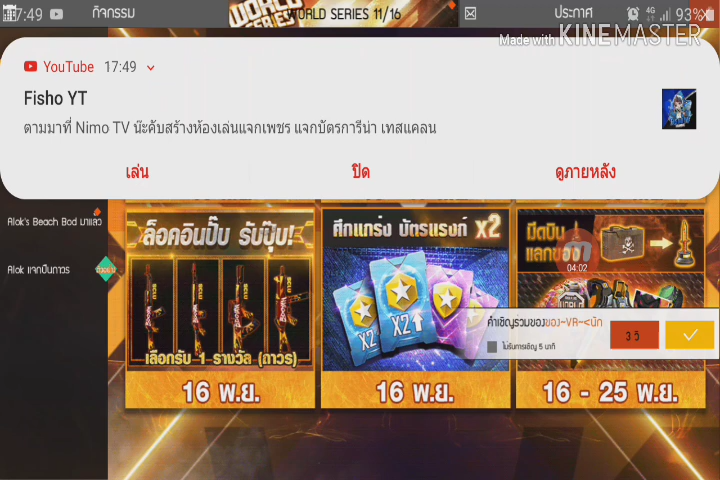 7:49
กิจกรรม
WORLD SERIES
WORLD SERIES 11/16
ประกาศ
4G
93%
Made with KINEMASTER
YouTube 17:49
Fisho YT
ตามมาที่ Nimo TV น๊ะคับสร้างห้องเล่นแจกเพชร แจกบัตรการีน่า เทสแคลน
เล่น ปิด ดูภายหลัง
Alok's Beach Bod มาแล้ว
Alok แจกปืนถาวร
ล็อคอินปั๊บ รับปุ๊บ!
เลือกรับ 1 รางวัล (ถาวร)
16 พ.ย.
ศึกแกร่ง บัตรแรงก์ x2
X2
X2
16 พ.ย.
มีดบิน
แลกของ
04:02
16 - 25 พ.ย.
คำเชิญรวมของของ-VR-<นัก
ไม่รับการเชิญ 5 นาที
3 วิ